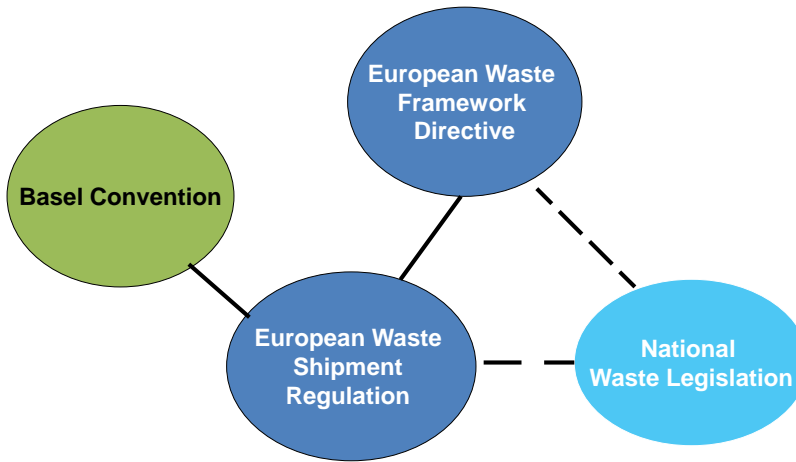 European Waste
Framework
Directive
Basel Convention
European Waste
Shipment
Regulation
National
Waste Legislation